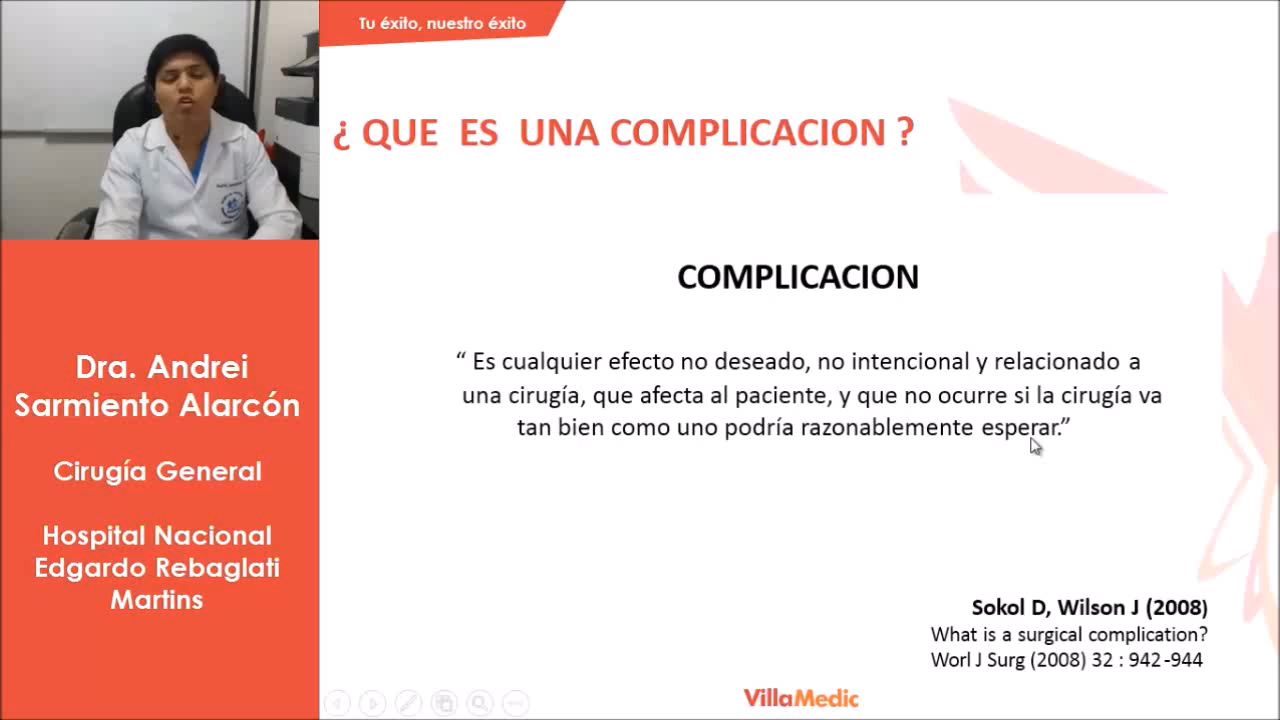 Tu éxito, nuestro éxito
¿ QUE ES UNA COMPLICACION ?
COMPLICACION
“ Es cualquier efecto no deseado, no intencional y relacionado a
una cirugía, que afecta al paciente, y que no ocurre si la cirugía va
tan bien como uno podría razonablemente esperar.”
Dra. Andrei
Sarmiento Alarcón
Cirugía General
Hospital Nacional
Edgardo Rebaglati
Martins
Sokol D, Wilson J (2008)
What is a surgical complication?
Worl J Surg (2008) 32 : 942-944
VillaMedic